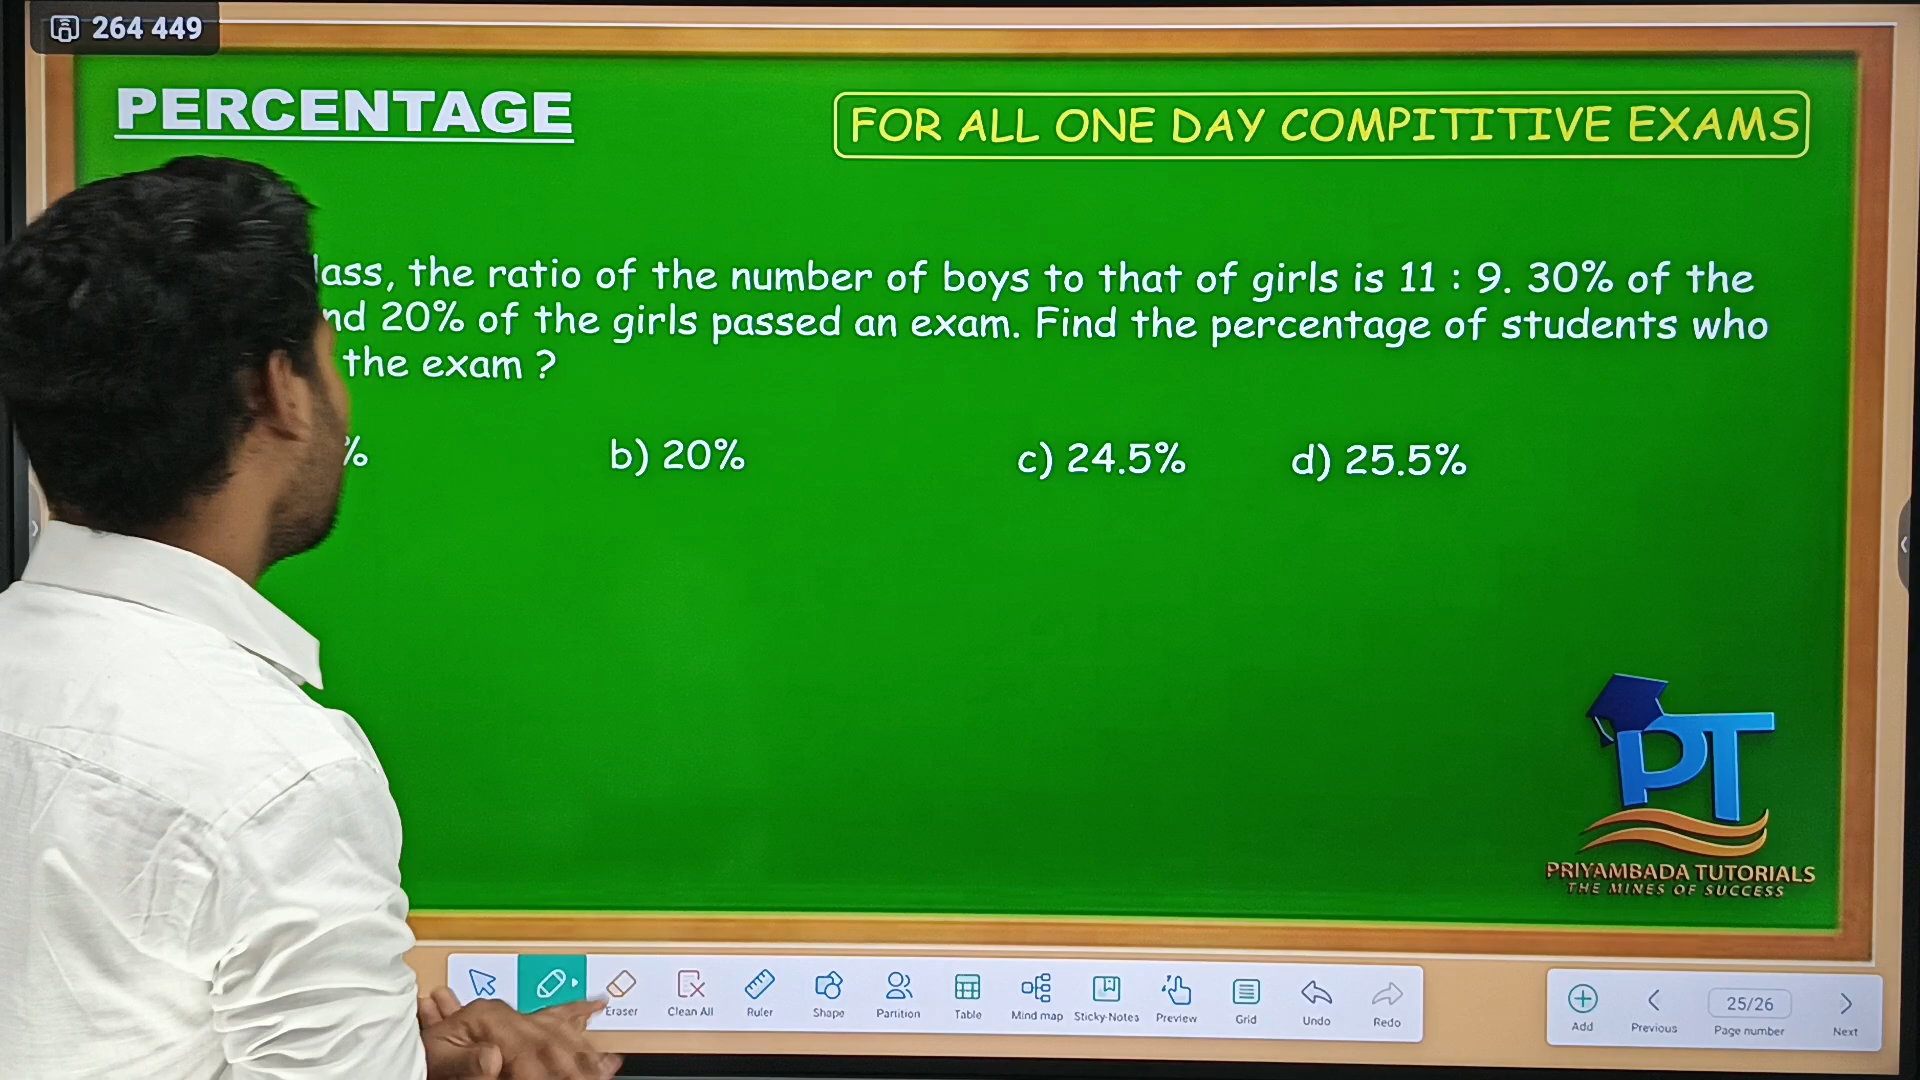 264 449
PERCENTAGE
FOR ALL ONE DAY COMPITITIVE EXAMS
lass, the ratio of the number of boys to that of girls is 11 : 9. 30% of the
nd 20% of the girls passed an exam. Find the percentage of students who
the exam ?
% b) 20% c) 24.5% d) 25.5%
PT
PRIYAMBADA TUTORIALS
THE MINES OF SUCCESS
Eraser Clean All Ruler Shape Partition Table Mind map Sticky Notes Preview Grid Undo Redo
25/26
Add Previous Page number Next